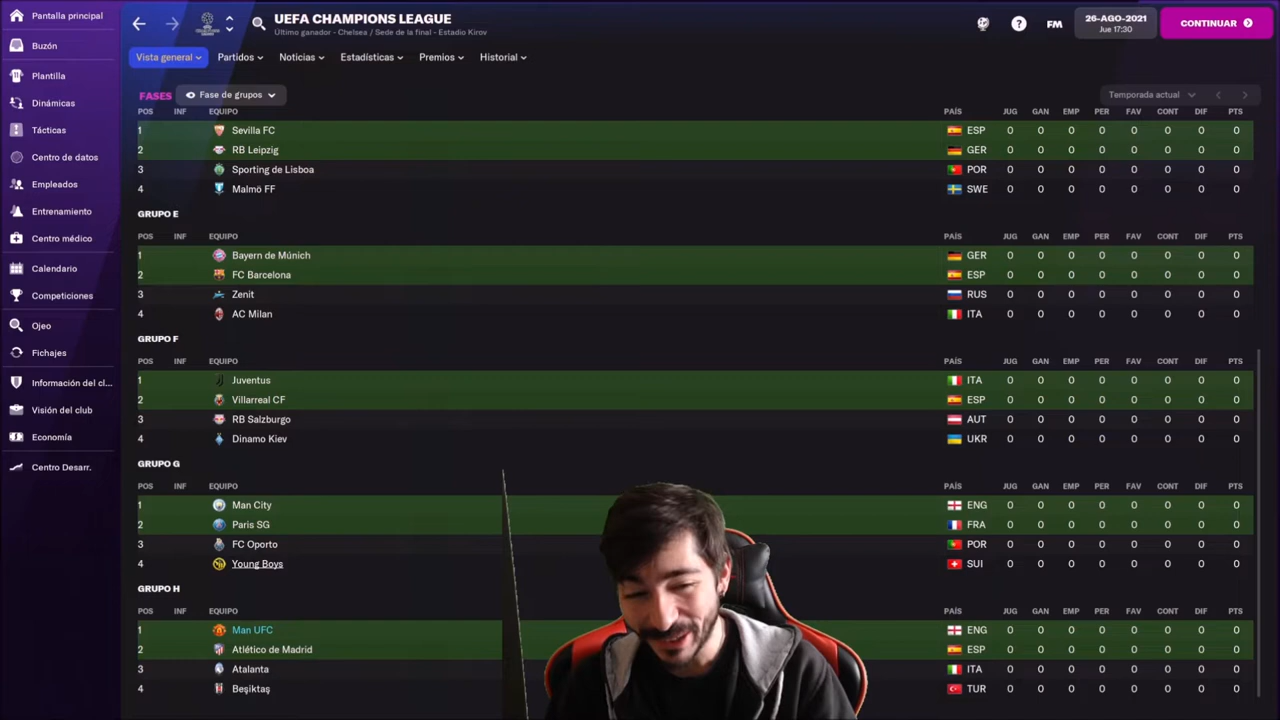 Pantalla principal
Buzón
Plantilla
Dinámicas
Tácticas
Centro de datos
Empleados
Entrenamiento
Centro médico
Calendario
Competiciones
Ojeo
Fichajes
Información del cl...
Visión del club
Economía
Centro Desarr.
UEFA CHAMPIONS LEAGUE
Último ganador - Chelsea / Sede de la final - Estadio Kirov
? FM 26-AGO-2021 Jue 17:30 CONTINUAR
Vista general Partidos Noticias Estadísticas Premios Historial
FASES Fase de grupos Temporada actual
POS INF EQUIPO PAÍS JUG GAN EMP PER FAV CONT DIF PTS
1 Sevilla FC ESP 0 0 0 0 0 0 0 0
2 RB Leipzig GER 0 0 0 0 0 0 0 0
3 Sporting de Lisboa POR 0 0 0 0 0 0 0 0
4 Malmö FF SWE 0 0 0 0 0 0 0 0
GRUPO E
POS INF EQUIPO PAÍS JUG GAN EMP PER FAV CONT DIF PTS
1 Bayern de Múnich GER 0 0 0 0 0 0 0 0
2 FC Barcelona ESP 0 0 0 0 0 0 0 0
3 Zenit RUS 0 0 0 0 0 0 0 0
4 AC Milan ITA 0 0 0 0 0 0 0 0
GRUPO F
POS INF EQUIPO PAÍS JUG GAN EMP PER FAV CONT DIF PTS
1 Juventus ITA 0 0 0 0 0 0 0 0
2 Villarreal CF ESP 0 0 0 0 0 0 0 0
3 RB Salzburgo AUT 0 0 0 0 0 0 0 0
4 Dinamo Kiev UKR 0 0 0 0 0 0 0 0
GRUPO G
POS INF EQUIPO PAÍS JUG GAN EMP PER FAV CONT DIF PTS
1 Man City ENG 0 0 0 0 0 0 0 0
2 Paris SG FRA 0 0 0 0 0 0 0 0
3 FC Oporto POR 0 0 0 0 0 0 0 0
4 Young Boys SUI 0 0 0 0 0 0 0 0
GRUPO H
POS INF EQUIPO PAÍS JUG GAN EMP PER FAV CONT DIF PTS
1 Man UFC ENG 0 0 0 0 0 0 0 0
2 Atlético de Madrid ESP 0 0 0 0 0 0 0 0
3 Atalanta ITA 0 0 0 0 0 0 0 0
4 Beşiktaş TUR 0 0 0 0 0 0 0 0